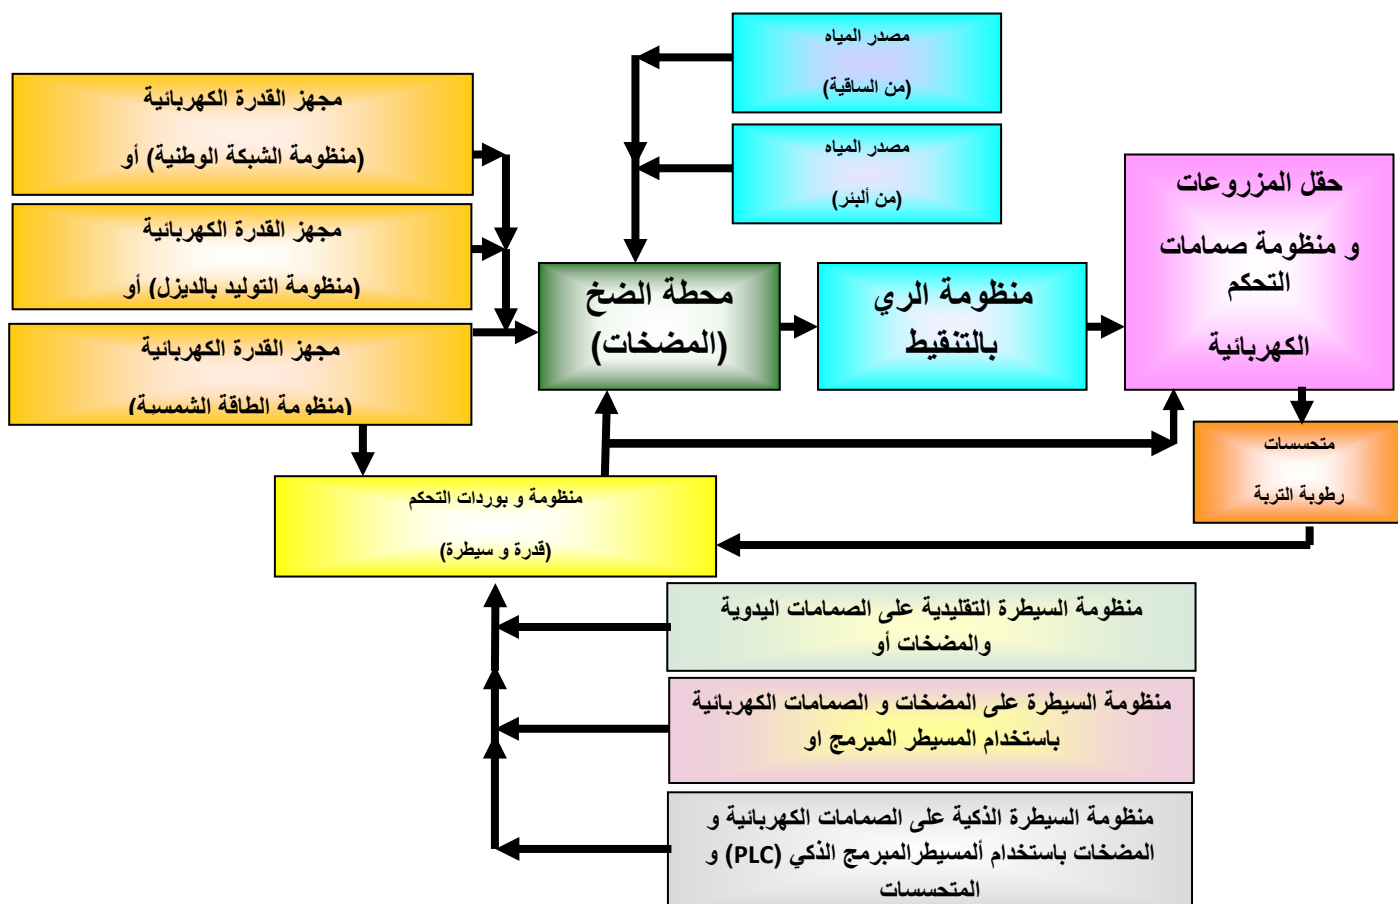 مصدر المياه
(من الساقية)
مصدر المياه
(من ألبئر)
مجهز القدرة الكهربائية
(منظومة الشبكة الوطنية) أو
مجهز القدرة الكهربائية
(منظومة التوليد بالديزل) أو
مجهز القدرة الكهربائية
(منظومة الطاقة الشمسية)
حقل المزروعات
و منظومة صمامات
التحكم
الكهربائية
منظومة الري
بالتنقيط
محطة الضخ
(المضخات)
متحسسات
رطوبة التربة
منظومة و بوردات التحكم
(قدرة و سيطرة)
منظومة السيطرة التقليدية على الصمامات اليدوية
والمضخات أو
منظومة السيطرة على المضخات و الصمامات الكهربائية
باستخدام المسيطر المبرمج او
منظومة السيطرة الذكية على الصمامات الكهربائية و
المضخات باستخدام ألمسيطرالمبرمج الذكي (PLC) و
المتحسسات